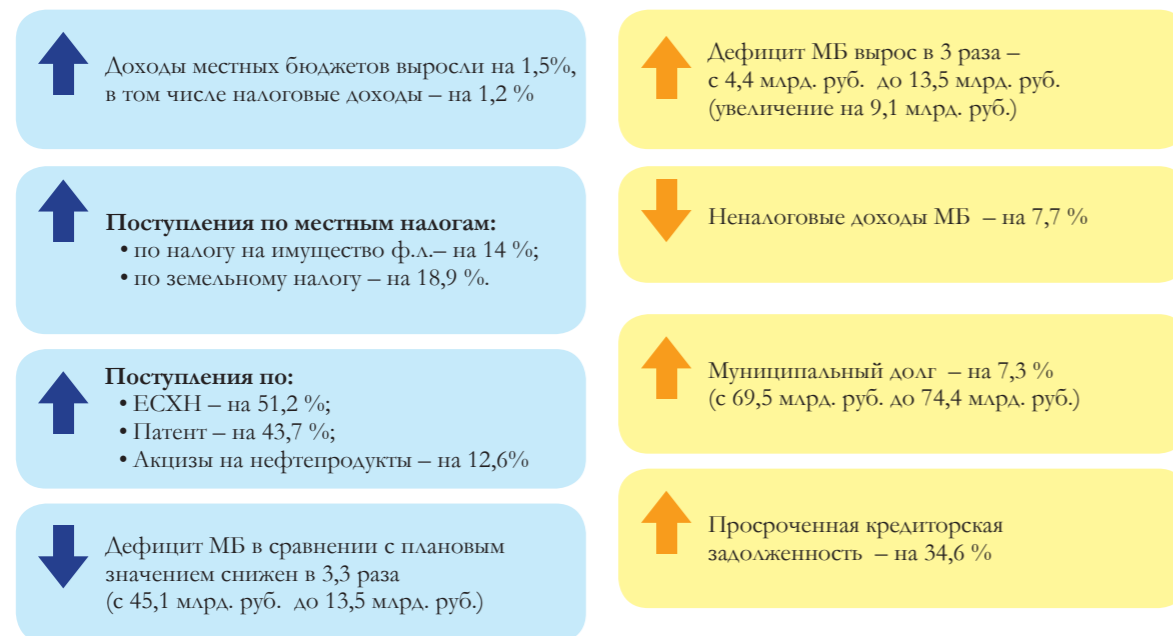 Доходы местных бюджетов выросли на 1,5%,
в том числе налоговые доходы – на 1,2 %
Поступления по местным налогам:
• по налогу на имущество ф.л.– на 14 %;
• по земельному налогу – на 18,9 %.
Поступления по:
• ЕСХН – на 51,2 %;
• Патент – на 43,7 %;
• Акцизы на нефтепродукты – на 12,6%
Дефицит МБ в сравнении с плановым
значением снижен в 3,3 раза
(с 45,1 млрд. руб. до 13,5 млрд. руб.)
Дефицит МБ вырос в 3 раза –
с 4,4 млрд. руб. до 13,5 млрд. руб.
(увеличение на 9,1 млрд. руб.)
Неналоговые доходы МБ – на 7,7 %
Муниципальный долг – на 7,3 %
(с 69,5 млрд. руб. до 74,4 млрд. руб.)
Просроченная кредиторская
задолженность – на 34,6 %